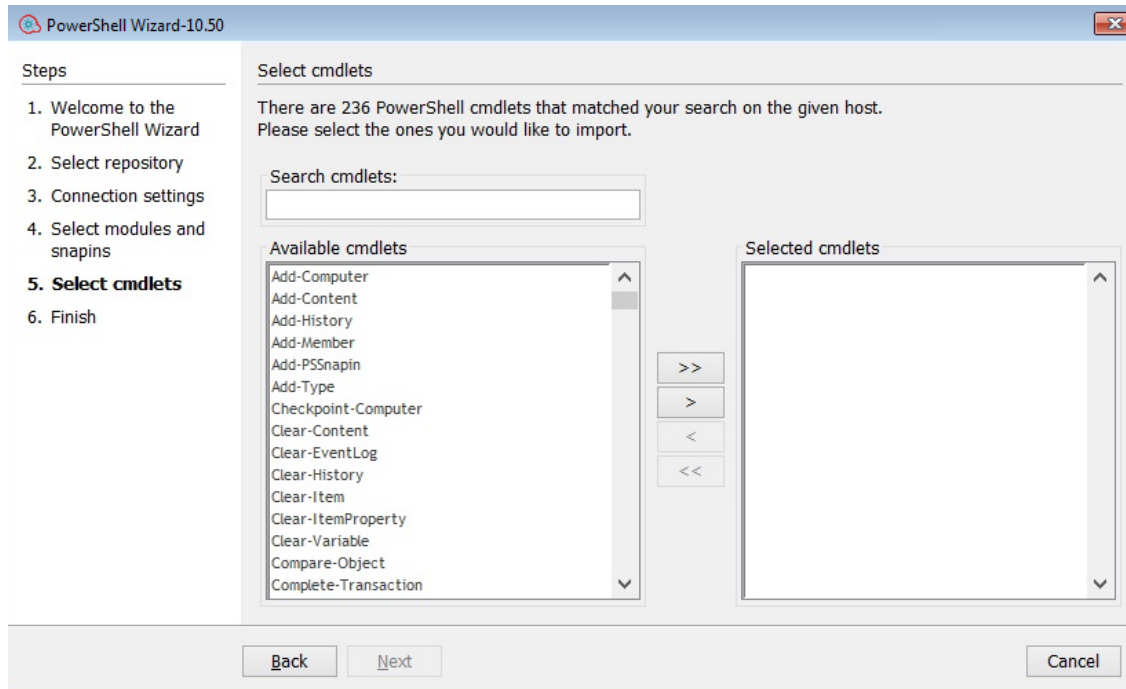 PowerShell Wizard-10.50
Steps
1. Welcome to the
PowerShell Wizard
2. Select repository
3. Connection settings
4. Select modules and
snapins
5. Select cmdlets
6. Finish
Select cmdlets
There are 236 PowerShell cmdlets that matched your search on the given host.
Please select the ones you would like to import.
Search cmdlets:
Available cmdlets
Add-Computer
Add-Content
Add-History
Add-Member
Add-PSSnapin
Add-Type
Checkpoint-Computer
Clear-Content
Clear-EventLog
Clear-History
Clear-Item
Clear-ItemProperty
Clear-Variable
Compare-Object
Complete-Transaction
>>
>
<
<<
Selected cmdlets
Back
Next
Cancel